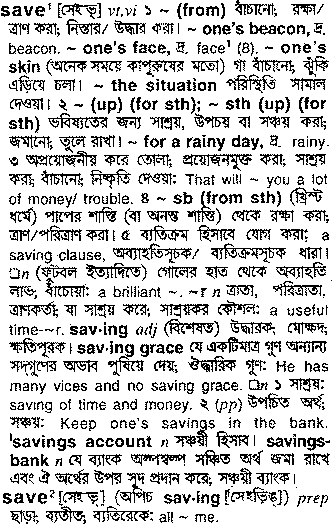 save¹ [সেইভ্] vt,vi ১ ~ (from) বাঁচানো; রক্ষা/
ত্রাণ করা; নিস্তার/ উদ্ধার করা। ~ one's beacon, দ্র.
beacon. ~ one's face, দ্র. face¹ (8). ~ one's
skin (অনেক সময়ে কাপুরুষের মতো) গা বাঁচানো; ঝুঁকি
এড়িয়ে চলা। ~ the situation পরিস্থিতি সামাল
দেওয়া। ২ ~ (up) (for sth); ~ sth (up) (for
sth) ভবিষ্যতের জন্য সাশ্রয়, উপচয় বা সঞ্চয় করা;
জমানো; তুলে রাখা। ~ for a rainy day, দ্র. rainy.
৩ অপ্রয়োজনীয় করে তোলা; প্রয়োজনমুক্ত করা; সাশ্রয়
করা; বাঁচানো; নিষ্কৃতি দেওয়া: That will ~ you a lot
of money/ trouble. ৪ ~ sb (from sth) (খ্রিস্ট
ধর্মে) পাপের শাস্তি (বা অনন্ত শাস্তি) থেকে রক্ষা করা;
ত্রাণ/পরিত্রাণ করা। ৫ ব্যতিক্রম হিসাবে যোগ করা; a
saving clause, অব্যাহতিসূচক/ ব্যতিক্রমসূচক ধারা।
□n (ফুটবল ইত্যাদিতে) গোলের হাত থেকে অব্যাহতি
লাভ; বাঁচোয়া: a brilliant ~. ~r n ত্রাতা, পরিত্রাতা,
ত্রাণকর্তা; যা সাশ্রয় করে; সাশ্রয়কর কৌশল: a useful
time-~r. sav·ing adj (বিশেষত) উদ্ধারক; মোক্ষদ;
ক্ষতিপূরক। saving grace যে একটিমাত্র গুণ অন্যান্য
সদ্‌গুণের অভাব পুষিয়ে দেয়; ঔদ্ধারিক গুণ: He has
many vices and no saving grace. □n ১ সাশ্রয়:
saving of time and money. ২ (pp) উপচিত অর্থ;
সঞ্চয়: Keep one's savings in the bank.
ˈsavings account n সঞ্চয়ী হিসাব। savings-
bank n যে ব্যাংক অল্পস্বল্প সঞ্চিত অর্থ জমা রাখে
এবং ঐ অর্থের উপর সুদ প্রদান করে; সঞ্চয়ী ব্যাংক।
save² [সেইভ্] (অপিচ sav·ing [সেইভিঙ্]) prep
ছাড়া; ব্যতীত; ব্যতিরেকে: all ~ me.